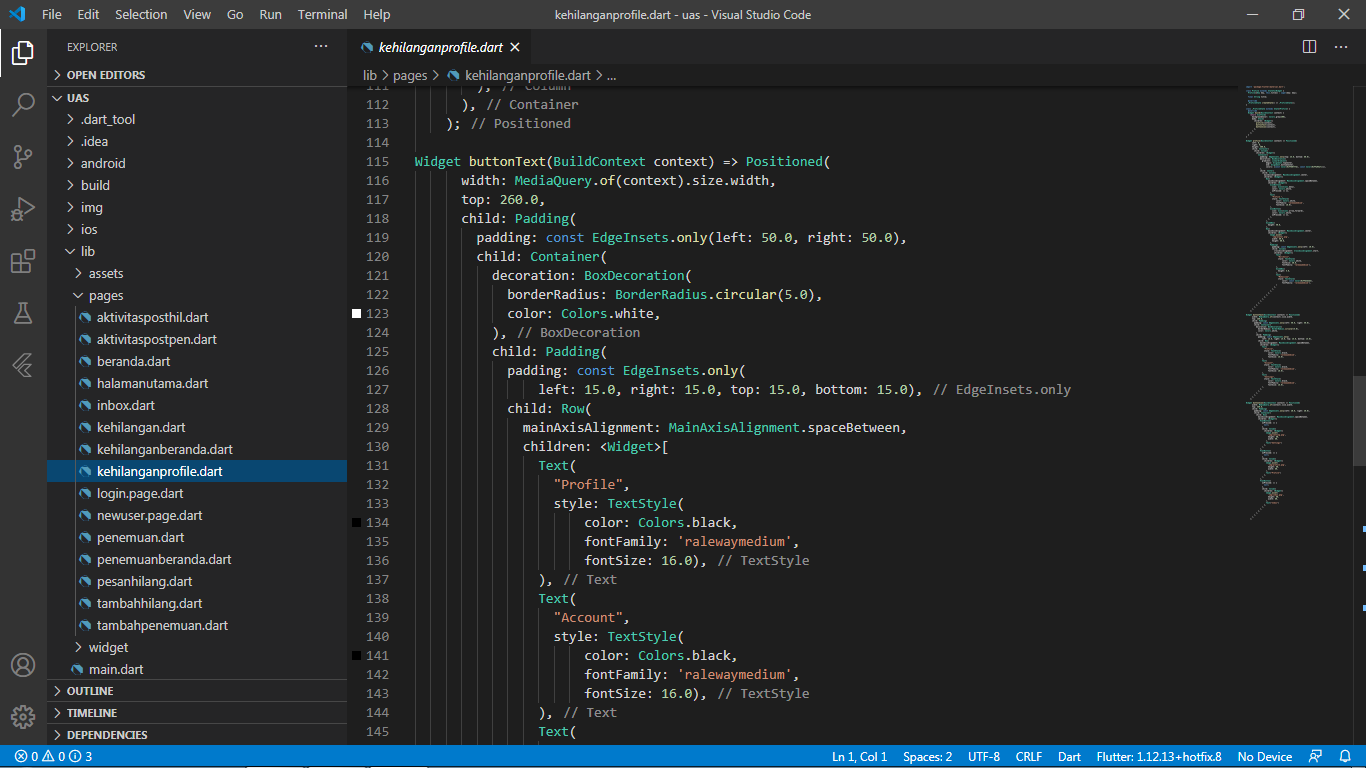 File Edit Selection View Go Run Terminal Help
kehilanganprofile.dart - uas - Visual Studio Code
EXPLORER
OPEN EDITORS
UAS
.dart_tool
.idea
android
build
img
ios
lib
assets
pages
aktivitasposthil.dart
aktivitastpostpen.dart
beranda.dart
halamanutama.dart
inbox.dart
kehilangan.dart
kehilanganberanda.dart
kehilanganprofile.dart
login.page.dart
newuser.page.dart
penemuan.dart
penemuanberanda.dart
pesanhilang.dart
tambahhilang.dart
tambahpenemuan.dart
widget
main.dart
OUTLINE
TIMELINE
DEPENDENCIES
kehilanganprofile.dart
lib > pages > kehilanganprofile.dart > ...
111 ), // Column
112 ), // Container
113 ); // Positioned
114
115 Widget buttonText(BuildContext context) => Positioned(
116 width: MediaQuery.of(context).size.width,
117 top: 260.0,
118 child: Padding(
119 padding: const EdgeInsets.only(left: 50.0, right: 50.0),
120 child: Container(
121 decoration: BoxDecoration(
122 borderRadius: BorderRadius.circular(5.0),
123 color: Colors.white,
124 ), // BoxDecoration
125 child: Padding(
126 padding: const EdgeInsets.only(
127 left: 15.0, right: 15.0, top: 15.0, bottom: 15.0), // EdgeInsets.only
128 child: Row(
129 mainAxisAlignment: MainAxisAlignment.spaceBetween,
130 children: <Widget>[
131 Text(
132 "Profile",
133 style: TextStyle(
134 color: Colors.black,
135 fontFamily: 'ralewaymedium',
136 fontSize: 16.0), // TextStyle
137 ), // Text
138 Text(
139 "Account",
140 style: TextStyle(
141 color: Colors.black,
142 fontFamily: 'ralewaymedium',
143 fontSize: 16.0), // TextStyle
144 ), // Text
145 Text(
0 0 3
Ln 1, Col 1 Spaces: 2 UTF-8 CRLF Dart Flutter: 1.12.13+hotfix.8 No Device